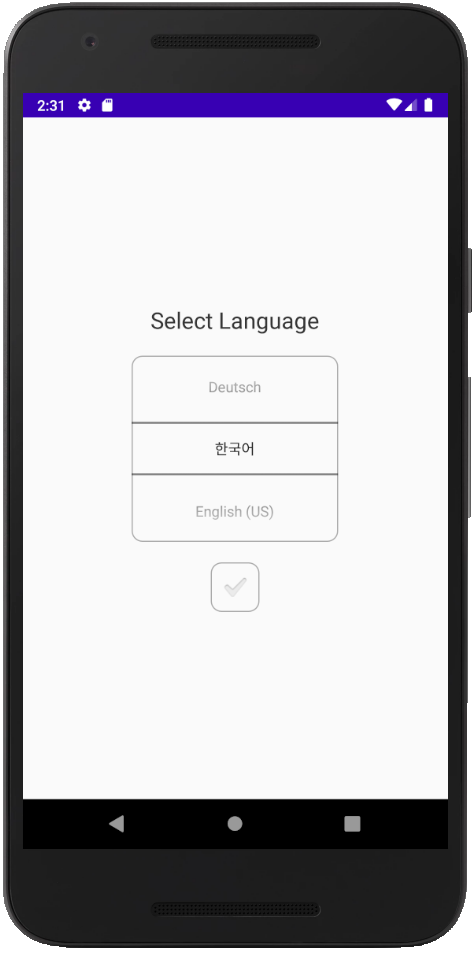 2:31
Select Language
Deutsch
한국어
English (US)